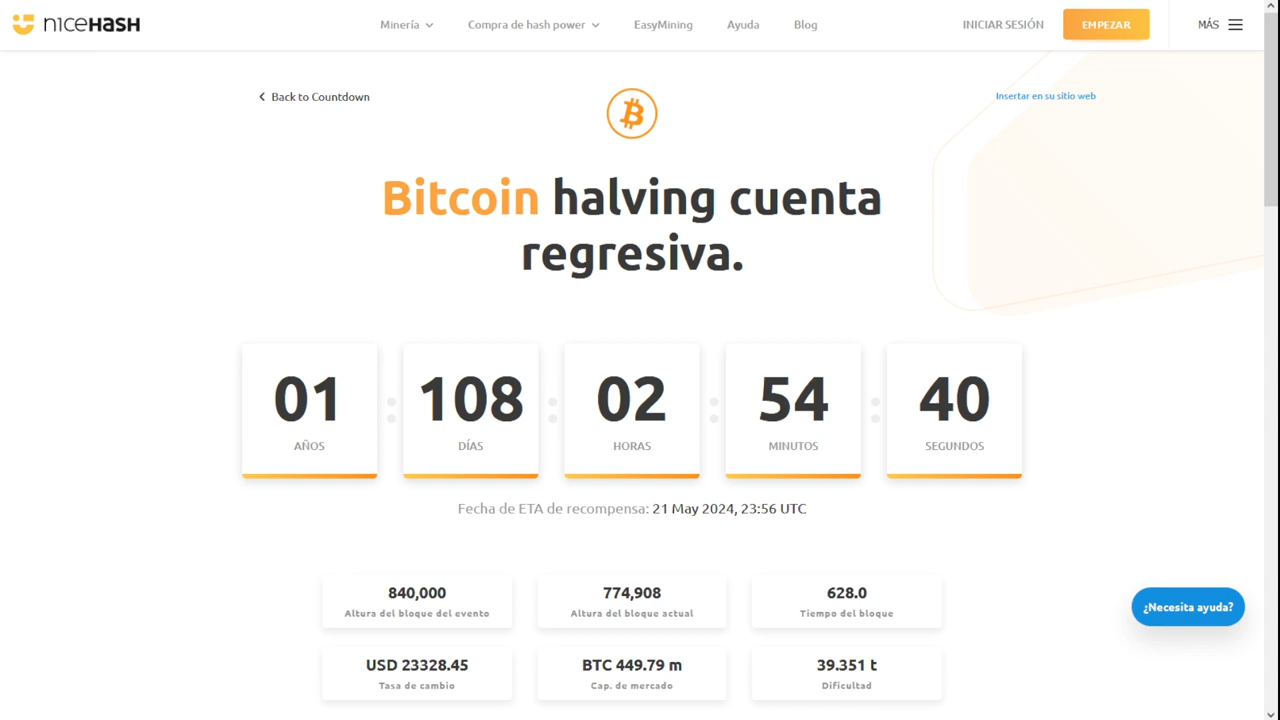 niceHASH
Minería
Compra de hash power
EasyMining
Ayuda
Blog
INICIAR SESIÓN
EMPEZAR
MÁS
Back to Countdown
Insertar en su sitio web
Bitcoin halving cuenta
regresiva.
01
AÑOS
108
DÍAS
02
HORAS
54
MINUTOS
40
SEGUNDOS
Fecha de ETA de recompensa: 21 May 2024, 23:56 UTC
840,000
Altura del bloque del evento
774,908
Altura del bloque actual
628.0
Tiempo del bloque
¿Necesita ayuda?
USD 23328.45
Tasa de cambio
BTC 449.79 m
Cap. de mercado
39.351 t
Dificultad